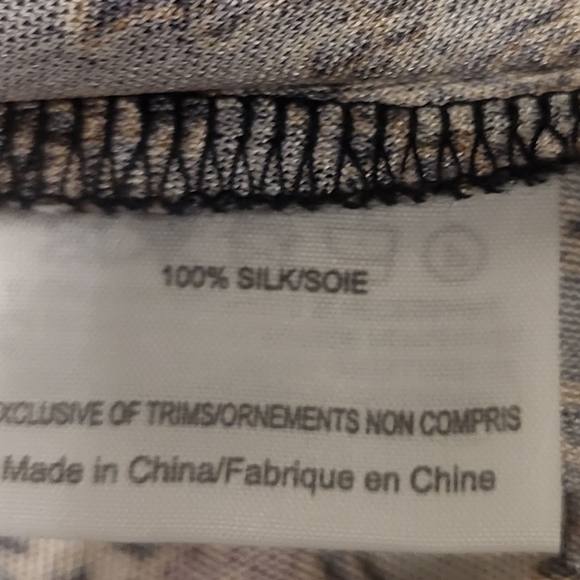 100% SILK/SOIE
EXCLUSIVE OF TRIMS/ORNEMENTS NON COMPRIS
Made in China/Fabrique en Chine